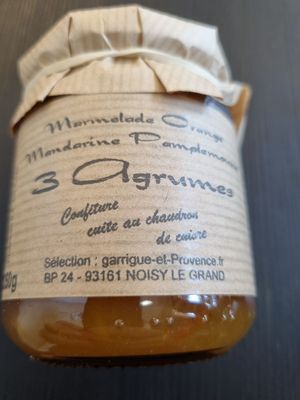 Marmelade Orange
Mandarine Pamplemousse
3 Agrumes
Confiture
cuite au chaudron
de cuivre
Sélection : garrigue-et-Provence.fr
BP 24 - 93161 NOISY LE GRAND
250g